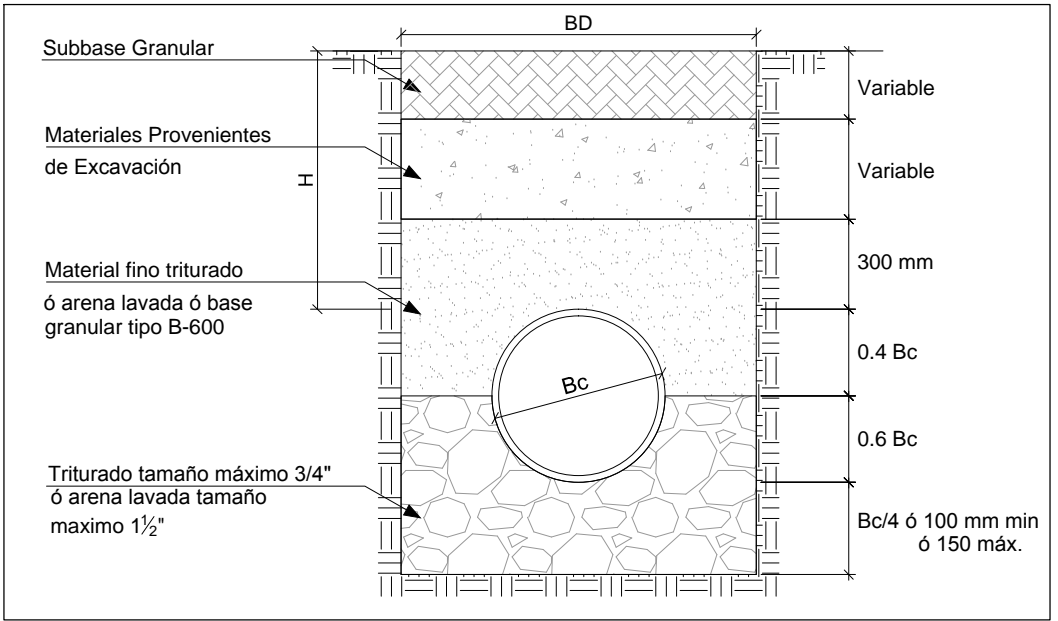 BD
Subbase Granular
Variable
Materiales Provenientes
de Excavación
Variable
H
Material fino triturado
ó arena lavada ó base
granular tipo B-600
300 mm
0.4 Bc
Bc
0.6 Bc
Triturado tamaño máximo 3/4"
ó arena lavada tamaño
maximo 1½"
Bc/4 ó 100 mm min
ó 150 máx.